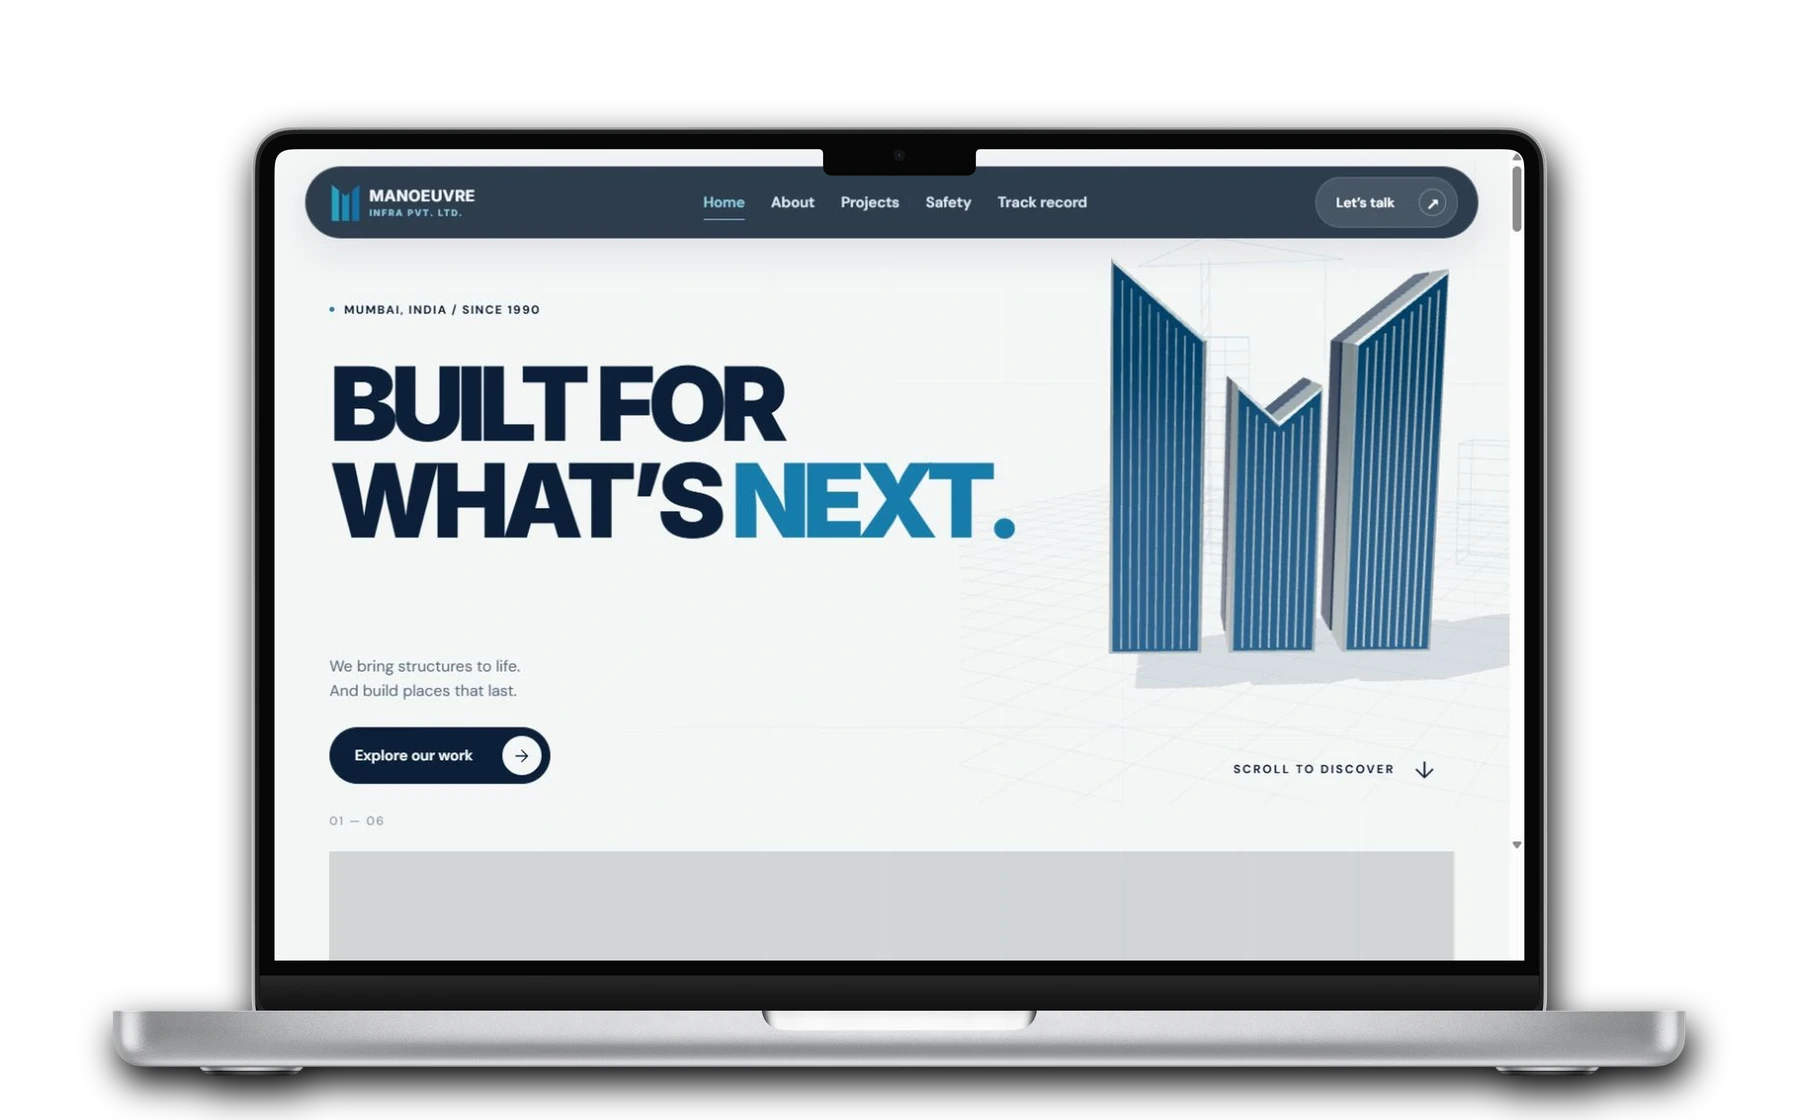 MANOEUVRE
INFRA PVT. LTD.
Home
About
Projects
Safety
Track record
Let's talk
MUMBAI, INDIA / SINCE 1990
BUILT FOR
WHAT’S NEXT.
We bring structures to life.
And build places that last.
Explore our work
SCROLL TO DISCOVER
01 — 06